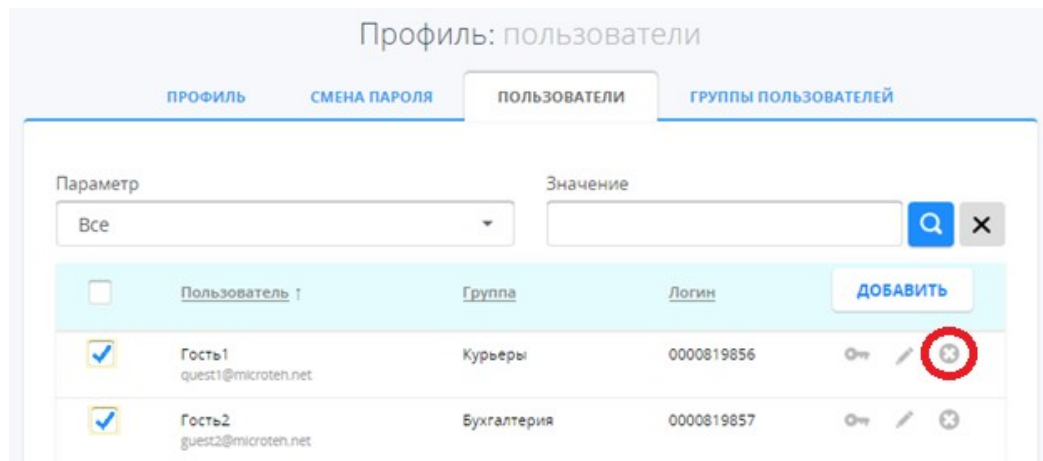 Профиль: пользователи
ПРОФИЛЬ СМЕНА ПАРОЛЯ ПОЛЬЗОВАТЕЛИ ГРУППЫ ПОЛЬЗОВАТЕЛЕЙ
Параметр Значение
Все
Пользователь ↑ Группа Логин ДОБАВИТЬ
Гость1 Курьеры 0000819856
quest1@microten.net
Гость2 Бухгалтерия 0000819857
guest2@microten.net